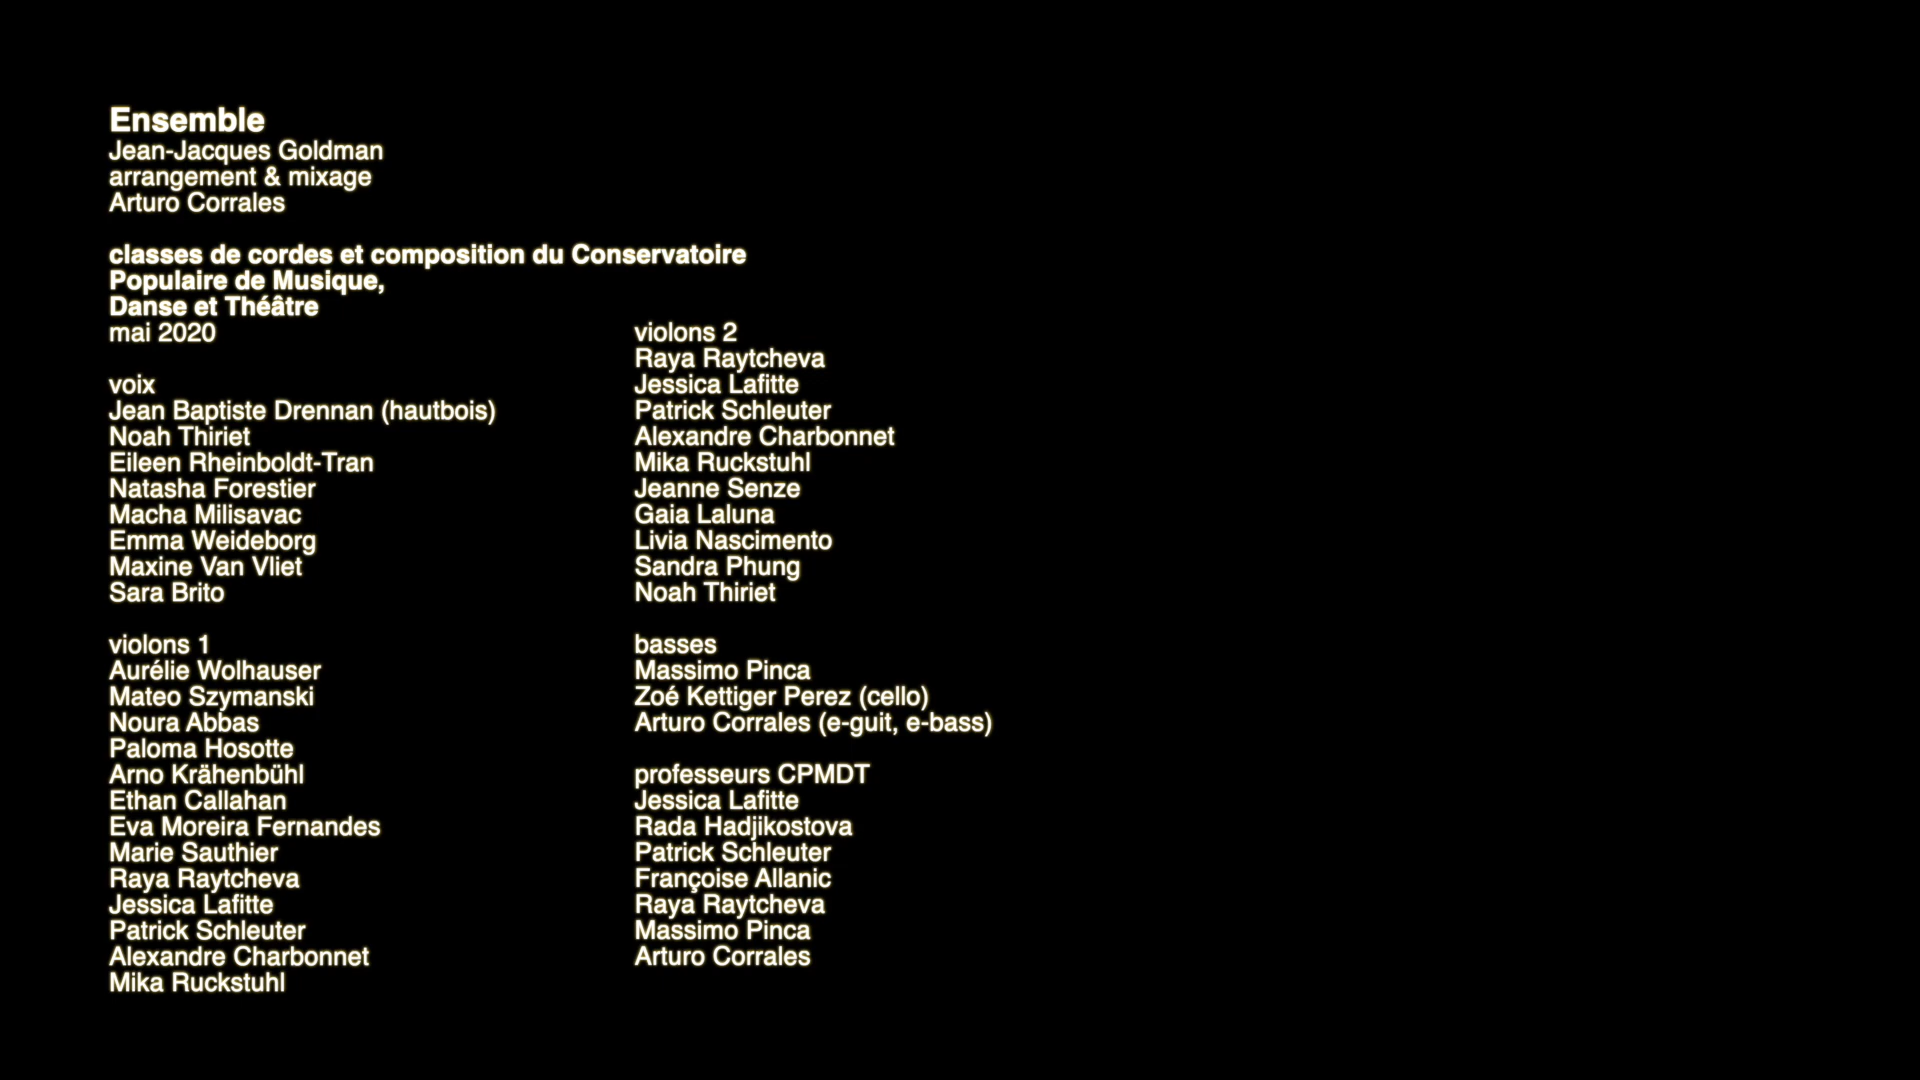 Ensemble
Jean-Jacques Goldman
arrangement & mixage
Arturo Corrales
classes de cordes et composition du Conservatoire
Populaire de Musique,
Danse et Théâtre
mai 2020
voix
Jean Baptiste Drennan (hautbois)
Noah Thiriet
Eileen Rheinboldt-Tran
Natasha Forestier
Macha Milisavac
Emma Weideborg
Maxine Van Vliet
Sara Brito
violons 1
Aurélie Wolhauser
Mateo Szymanski
Noura Abbas
Paloma Hosotte
Arno Krähenbühl
Ethan Callahan
Eva Moreira Fernandes
Marie Sauthier
Raya Raytcheva
Jessica Lafitte
Patrick Schleuter
Alexandre Charbonnet
Mika Ruckstuhl
violons 2
Raya Raytcheva
Jessica Lafitte
Patrick Schleuter
Alexandre Charbonnet
Mika Ruckstuhl
Jeanne Senze
Gaia Laluna
Livia Nascimento
Sandra Phung
Noah Thiriet
basses
Massimo Pinca
Zoé Kettiger Perez (cello)
Arturo Corrales (e-guit, e-bass)
professeurs CPMDT
Jessica Lafitte
Rada Hadjikostova
Patrick Schleuter
Françoise Allanic
Raya Raytcheva
Massimo Pinca
Arturo Corrales